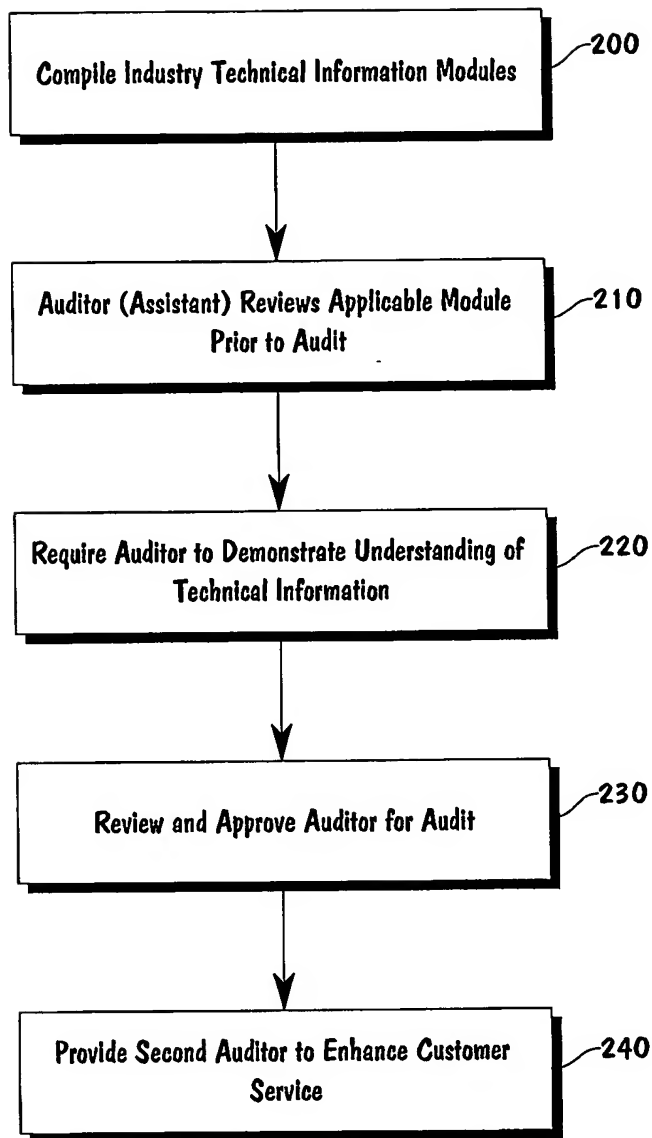 Compile Industry Technical Information Modules
200
Auditor (Assistant) Reviews Applicable Module
Prior to Audit
210
Require Auditor to Demonstrate Understanding of
Technical Information
220
Review and Approve Auditor for Audit
230
Provide Second Auditor to Enhance Customer
Service
240